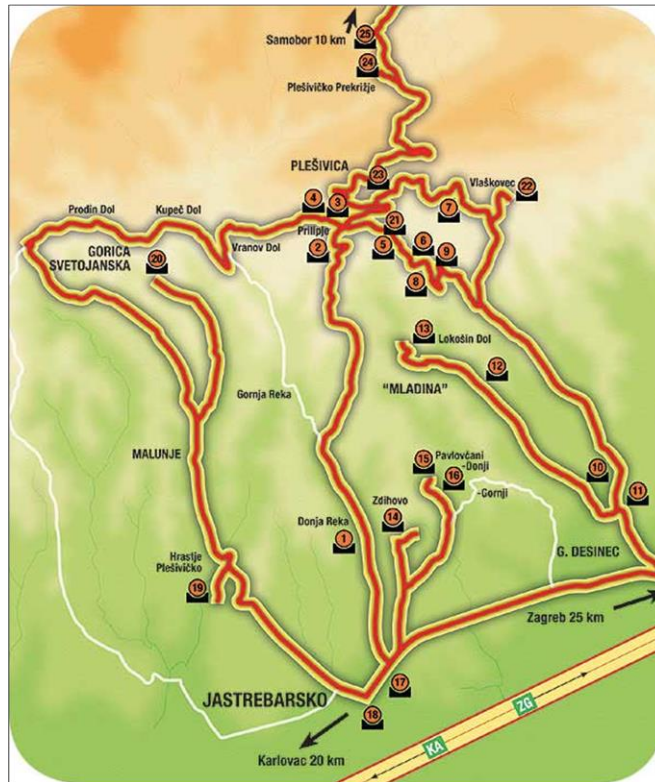 25
Samobor 10 km
24
Plešivičko Prekrižje
PLEŠIVICA
23
Vlaškovec
22
4
3
7
Prodin Dol
Kupeč Dol
21
Prilipje
Vranov Dol
2
5
6
9
GORICA
SVETOJANSKA
20
8
13
Lokošin Dol
12
"MLADINA"
Gornja Reka
MALUNJE
15
Pavlovčani
-Donji
16
-Gornji
10
11
Zdihovo
14
Donja Reka
1
G. DESINEC
Hrastje
Plešivičko
19
Zagreb 25 km
JASTREBARSKO
17
18
ZG
KA
Karlovac 20 km